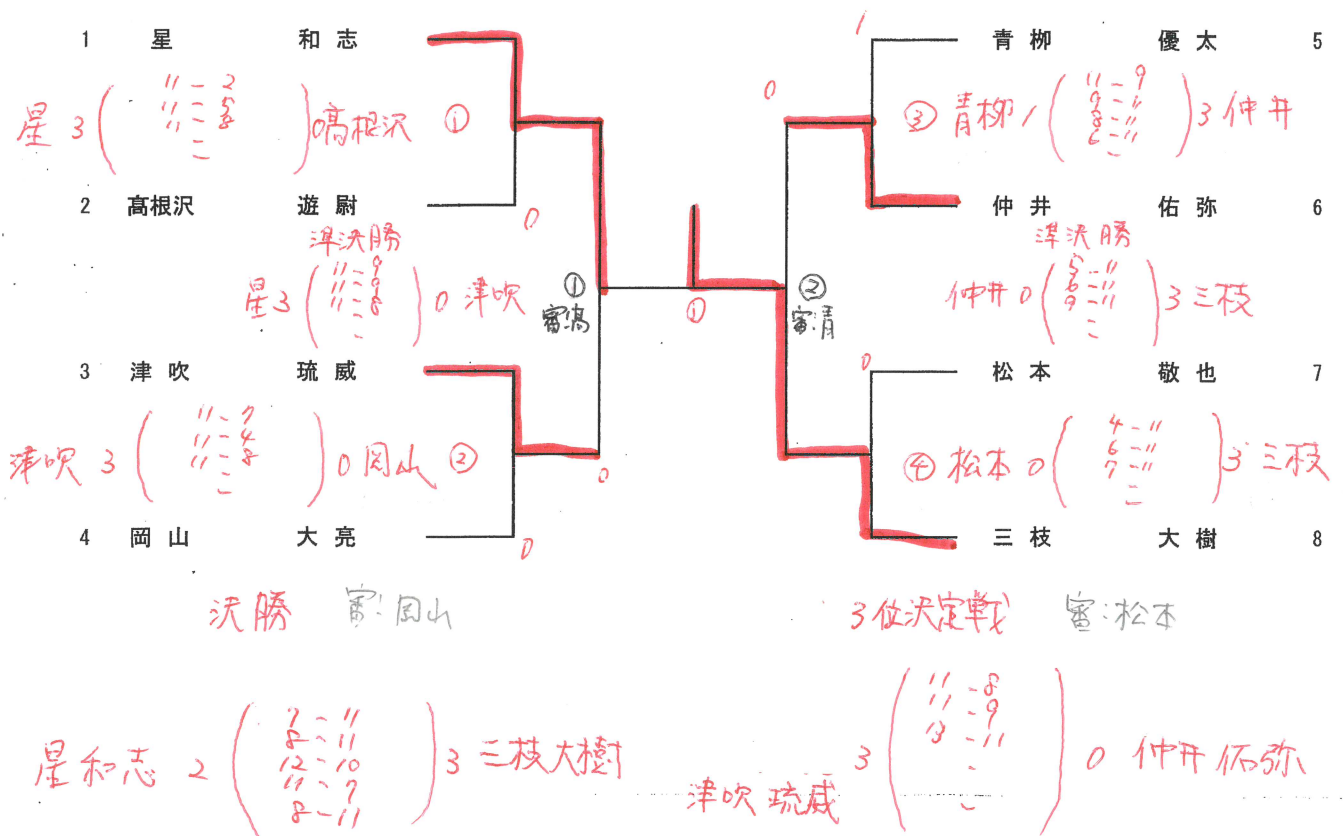 1 星 和志
青柳 優太 5
1
0
星 3 ( 11-2 11-5 11-8 - ) 0 高根沢 ①
③ 青柳 1 ( 11-9 9-11 8-11 6-11 ) 3 仲井
2 髙根沢 遊尉
0
仲井 佑弥 6
準決勝
準決勝
星 3 ( 11-9 11-9 11-8 - - ) 0 津吹
① 審:高
①
② 審:青
仲井 0 ( 5-11 6-11 9-11 - - ) 3 三枝
3 津吹 琉威
0
松本 敬也 7
津吹 3 ( 11-7 11-4 11-8 - ) 0 岡山 ②
0
④ 松本 0 ( 4-11 6-11 7-11 - ) 3 三枝
4 岡山 大亮
0
三枝 大樹 8
決勝 審:岡山
3位決定戦 審:松本
星和志 2 ( 7-11 8-11 12-10 11-7 8-11 ) 3 三枝大樹
津吹琉威 3 ( 11-8 11-9 13-11 - - ) 0 仲井佑弥